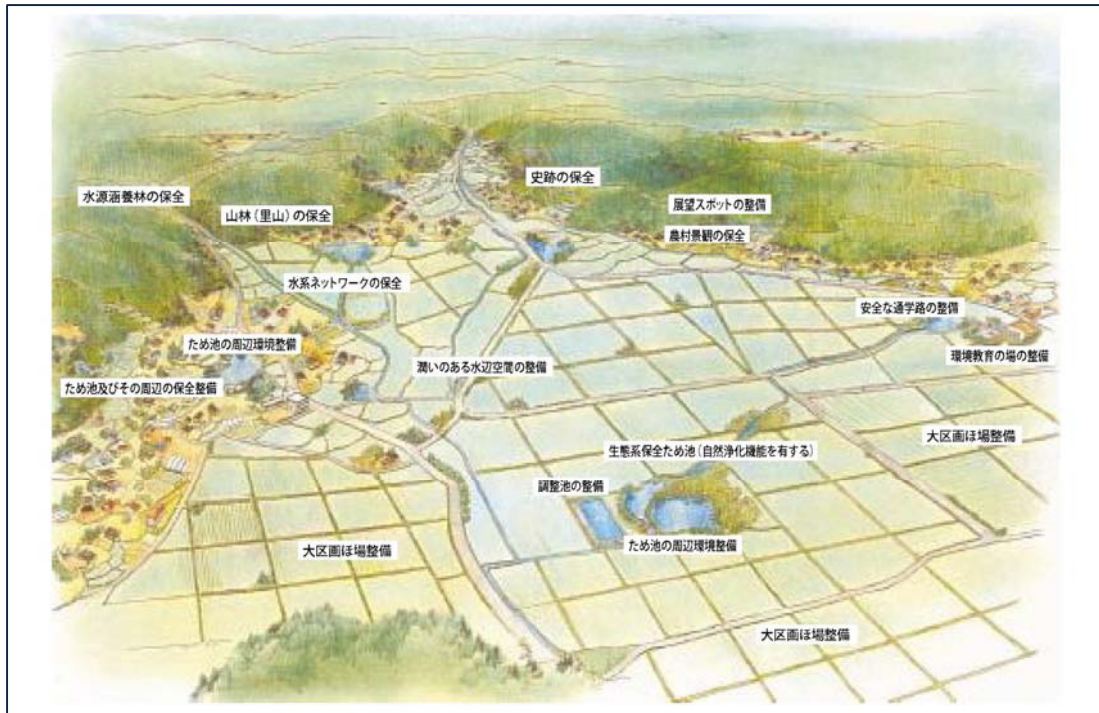 史跡の保全
水源涵養林の保全
展望スポットの整備
山林(里山)の保全
農村景観の保全
水系ネットワークの保全
安全な通学路の整備
ため池の周辺環境整備
環境教育の場の整備
潤いのある水辺空間の整備
ため池及びその周辺の保全整備
大区画ほ場整備
生態系保全ため池(自然浄化機能を有する)
調整池の整備
ため池の周辺環境整備
大区画ほ場整備
大区画ほ場整備